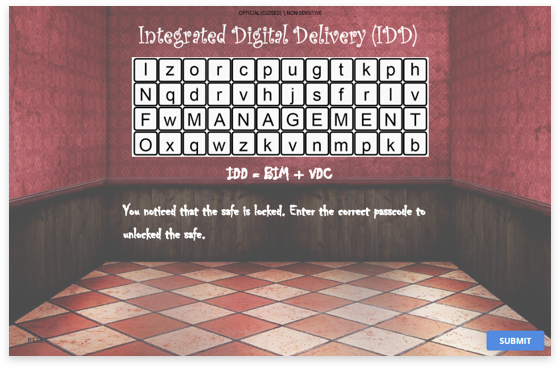 OFFICIAL (CLOSED) \ NON-SENSITIVE
Integrated Digital Delivery (IDD)
I z o r c p u g t k p h
N q d r v h j s f r l v
F w M A N A G E M E N T
O x q w z k v n m p k b
IDD = BIM + VDC
You noticed that the safe is locked. Enter the correct passcode to
unlocked the safe.
SUBMIT